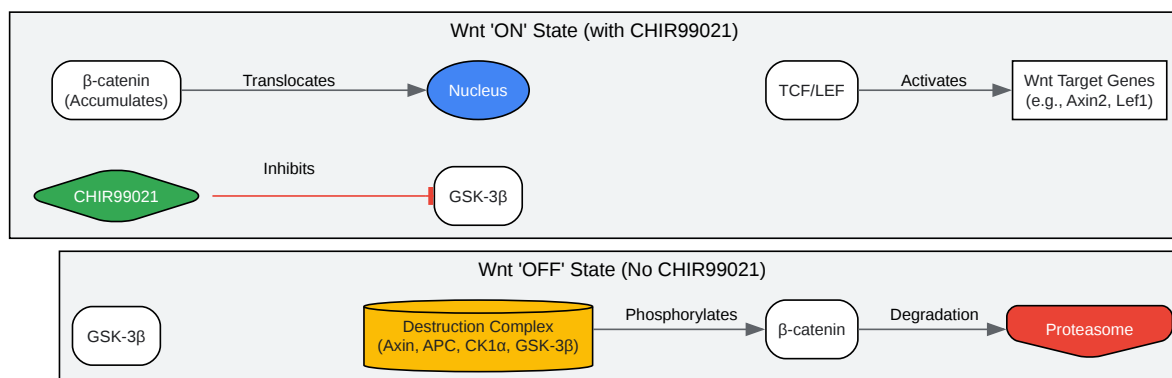 Wnt 'ON' State (with CHIR99021)
β-catenin
(Accumulates)
Translocates
Nucleus
TCF/LEF
Activates
Wnt Target Genes
(e.g., Axin2, Lef1)
CHIR99021
Inhibits
GSK-3β
Wnt 'OFF' State (No CHIR99021)
GSK-3β
Destruction Complex
(Axin, APC, CK1α, GSK-3β)
Phosphorylates
β-catenin
Degradation
Proteasome